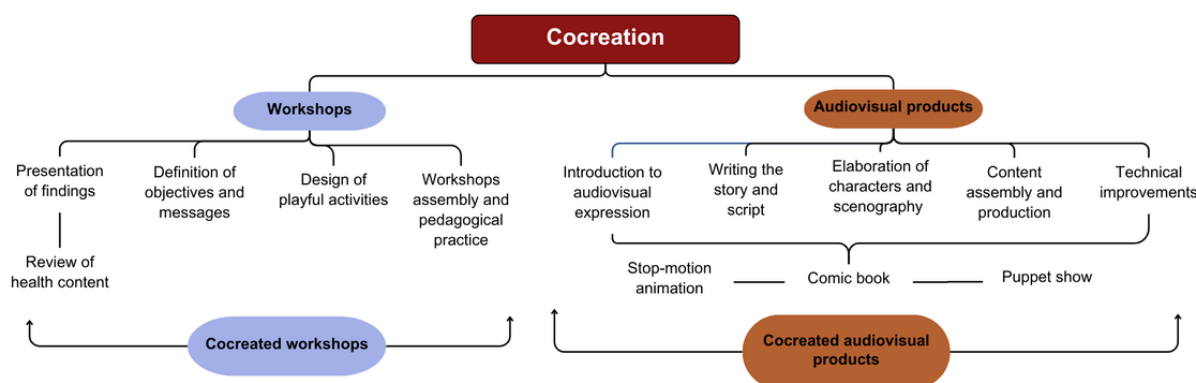 Cocreation
Workshops
Audiovisual products
Presentation
of findings
Definition of
objectives and
messages
Design of
playful activities
Workshops
assembly and
pedagogical
practice
Review of
health content
Introduction to
audiovisual
expression
Writing the
story and
script
Elaboration of
characters and
scenography
Content
assembly and
production
Technical
improvements
Stop-motion
animation
Comic book
Puppet show
Cocreated workshops
Cocreated audiovisual
products